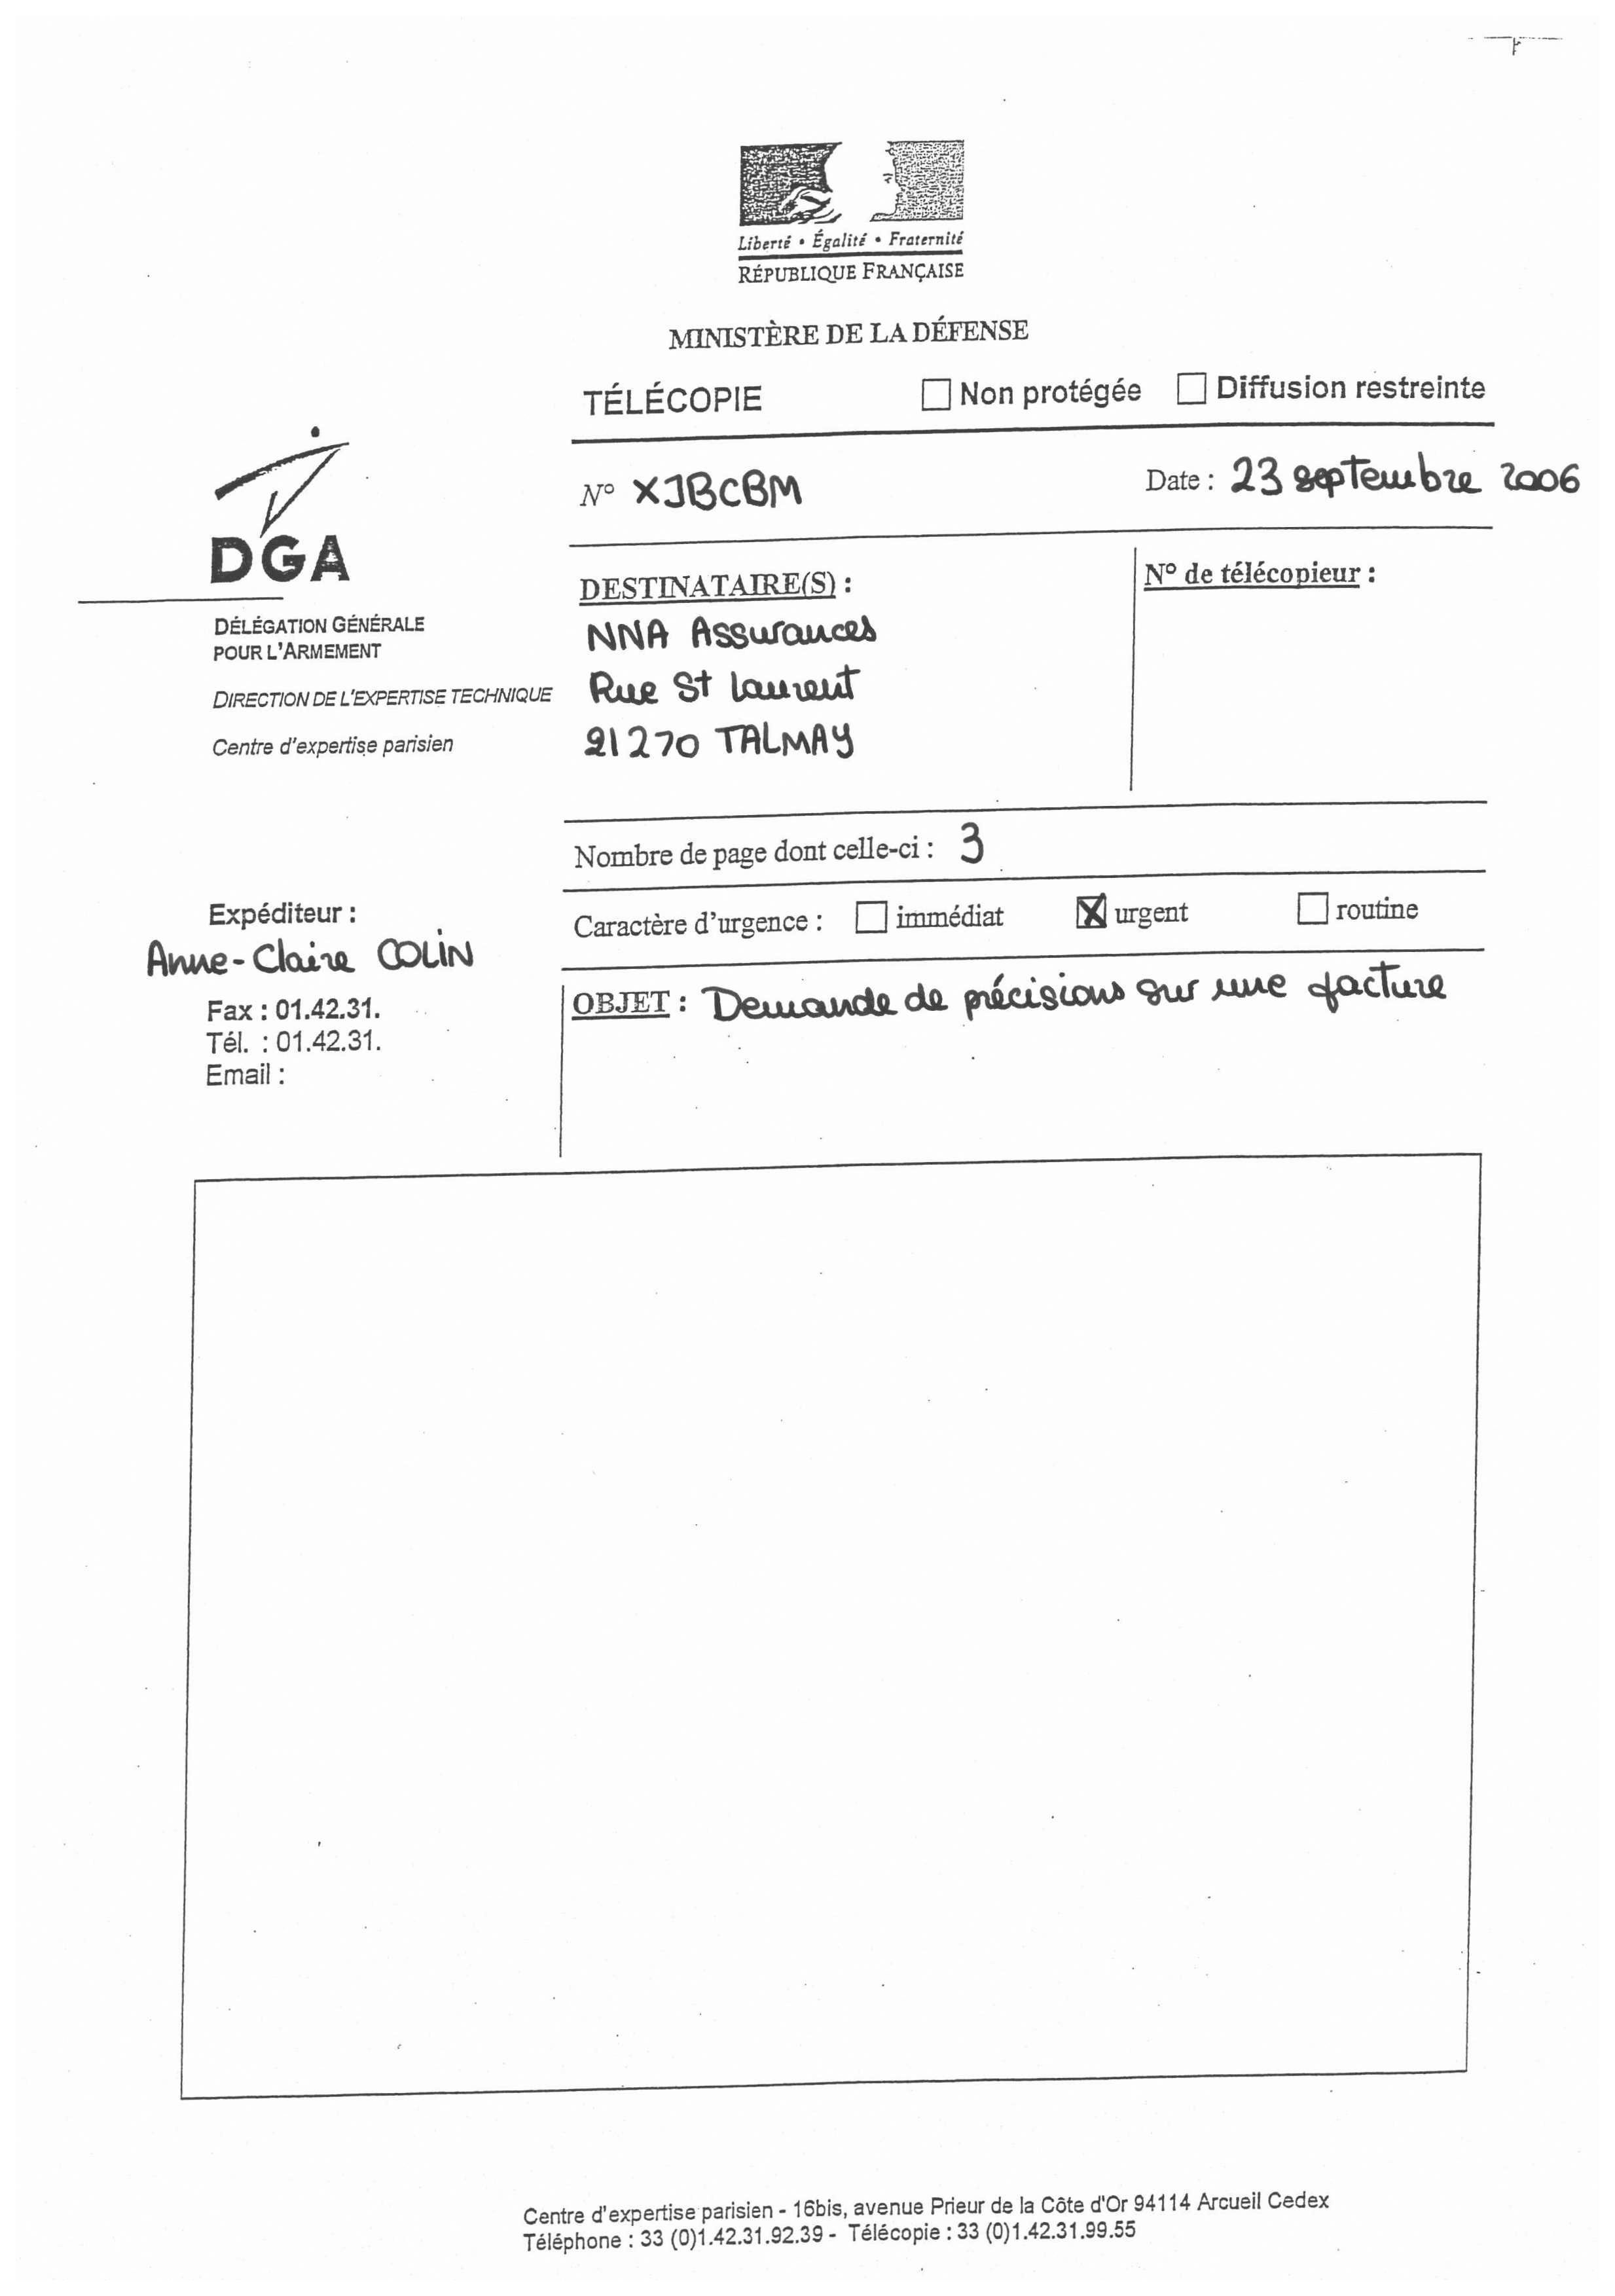 Liberté • Égalité • Fraternité
RÉPUBLIQUE FRANÇAISE
MINISTÈRE DE LA DÉFENSE
TÉLÉCOPIE ☐ Non protégée ☐ Diffusion restreinte
N° XJBCBM Date : 23 septembre 2006
DGA
DÉLÉGATION GÉNÉRALE
POUR L'ARMEMENT
DIRECTION DE L'EXPERTISE TECHNIQUE
Centre d'expertise parisien
DESTINATAIRE(S) :
NNA Assurances
Rue St Laurent
21270 TALMAY
N° de télécopieur :
Nombre de page dont celle-ci : 3
Caractère d'urgence : ☐ immédiat ☒ urgent ☐ routine
Expéditeur :
Anne-Claire COLIN
Fax : 01.42.31.
Tél. : 01.42.31.
Email :
OBJET : Demande de précisions sur une facture
Centre d'expertise parisien - 16bis, avenue Prieur de la Côte d'Or 94114 Arcueil Cedex
Téléphone : 33 (0)1.42.31.92.39 - Télécopie : 33 (0)1.42.31.99.55